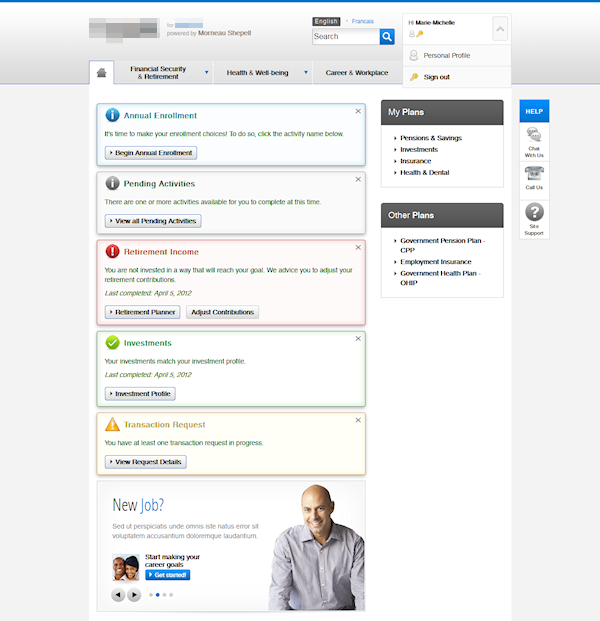 for
powered by Morneau Shepell
English
Francais
Search
Hi Marie-Michelle
Personal Profile
Sign out
Financial Security
& Retirement
Health & Well-being
Career & Workplace
Annual Enrollment
It's time to make your enrollment choices! To do so, click the activity name below.
Begin Annual Enrollment
Pending Activities
There are one or more activities available for you to complete at this time.
View all Pending Activities
Retirement Income
You are not invested in a way that will reach your goal. We advice you to adjust your
retirement contributions.
Last completed: April 5, 2012
Retirement Planner
Adjust Contributions
Investments
Your investments match your investment profile.
Last completed: April 5, 2012
Investment Profile
Transaction Request
You have at least one transaction request in progress.
View Request Details
New Job?
Sed ut perspiciatis unde omnis iste natus error sit
voluptatem accusantium doloremque laudantium.
Start making your
career goals
Get started!
My Plans
Pensions & Savings
Investments
Insurance
Health & Dental
Other Plans
Government Pension Plan -
CPP
Employment Insurance
Government Health Plan -
OHIP
HELP
Chat
With Us
Call Us
Site
Support